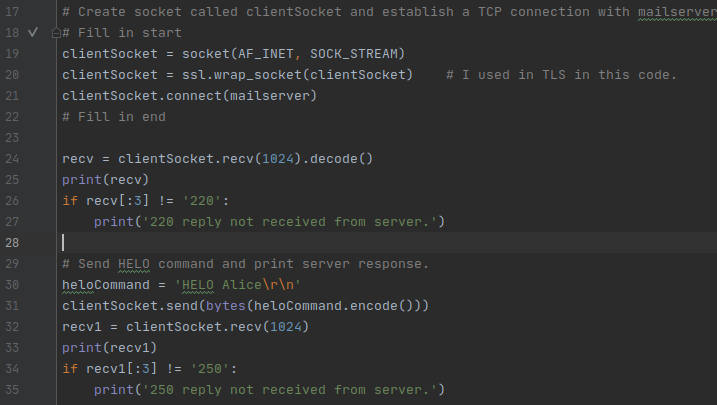 17 # Create socket called clientSocket and establish a TCP connection with mailserver
18 # Fill in start
19 clientSocket = socket(AF_INET, SOCK_STREAM)
20 clientSocket = ssl.wrap_socket(clientSocket)    # I used in TLS in this code.
21 clientSocket.connect(mailserver)
22 # Fill in end
23
24 recv = clientSocket.recv(1024).decode()
25 print(recv)
26 if recv[:3] != '220':
27     print('220 reply not received from server.')
28
29 # Send HELO command and print server response.
30 heloCommand = 'HELO Alice\r\n'
31 clientSocket.send(bytes(heloCommand.encode()))
32 recv1 = clientSocket.recv(1024)
33 print(recv1)
34 if recv1[:3] != '250':
35     print('250 reply not received from server.')